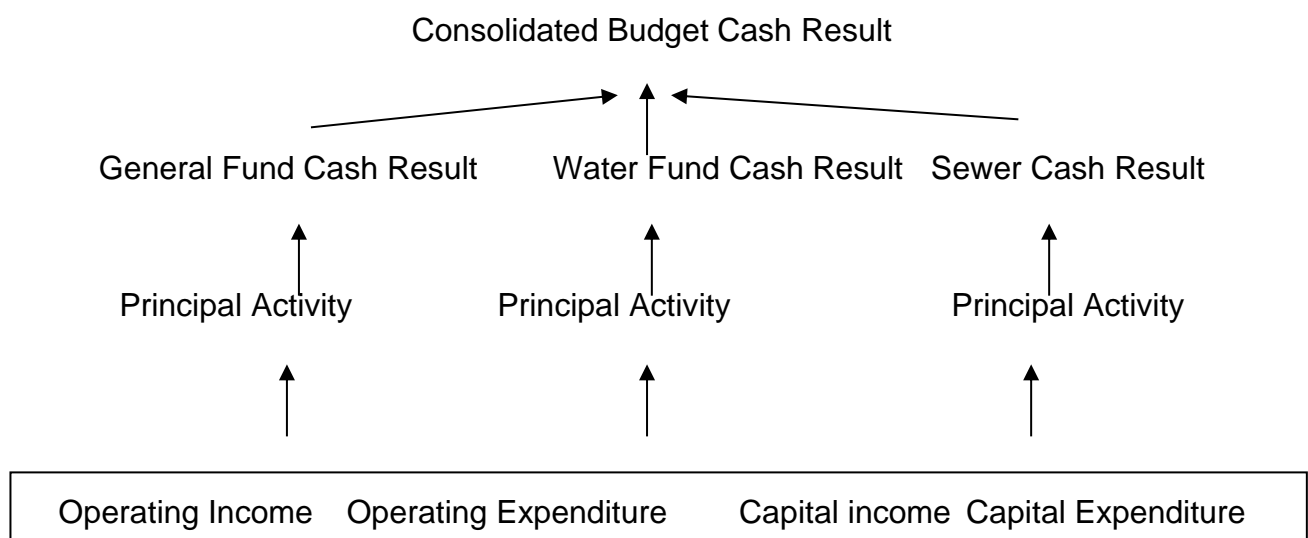 Consolidated Budget Cash Result
General Fund Cash Result Water Fund Cash Result Sewer Cash Result
Principal Activity Principal Activity Principal Activity
Operating Income Operating Expenditure Capital income Capital Expenditure